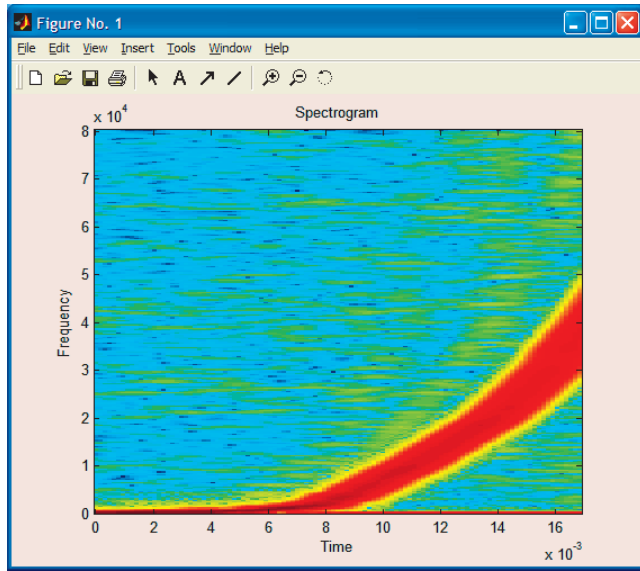 Figure No. 1
File Edit View Insert Tools Window Help
A
x 10^4
Spectrogram
8
7
6
5
4
3
2
1
0
Frequency
0 2 4 6 8 10 12 14 16
Time
x 10^-3